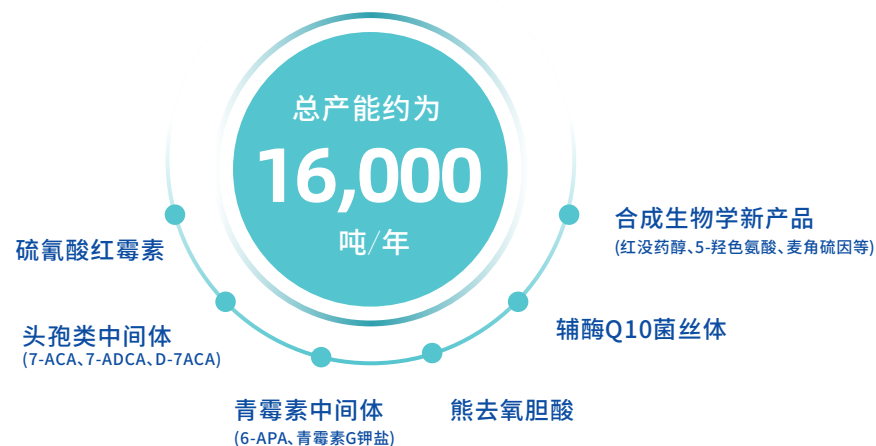 总产能约为
16,000
吨/年
硫氰酸红霉素
头孢类中间体
(7-ACA、7-ADCA、D-7ACA)
青霉素中间体
(6-APA、青霉素G钾盐)
熊去氧胆酸
辅酶Q10菌丝体
合成生物学新产品
(红没药醇、5-羟色氨酸、麦角硫因等)